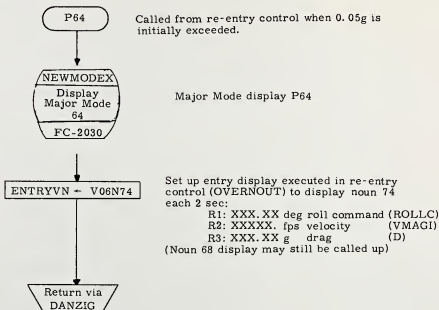 P64
Called from re-entry control when 0.05g is
initially exceeded.
NEWMODEX
Display
Major Mode
64
FC-2030
Major Mode display P64
ENTRYVN ← V06N74
Set up entry display executed in re-entry
control (OVERNOUT) to display noun 74
each 2 sec:
R1: XXX.XX deg roll command (ROLLC)
R2: XXXXX. fps velocity (VMAGI)
R3: XXX.XX g drag (D)
(Noun 68 display may still be called up)
Return via
DANZIG